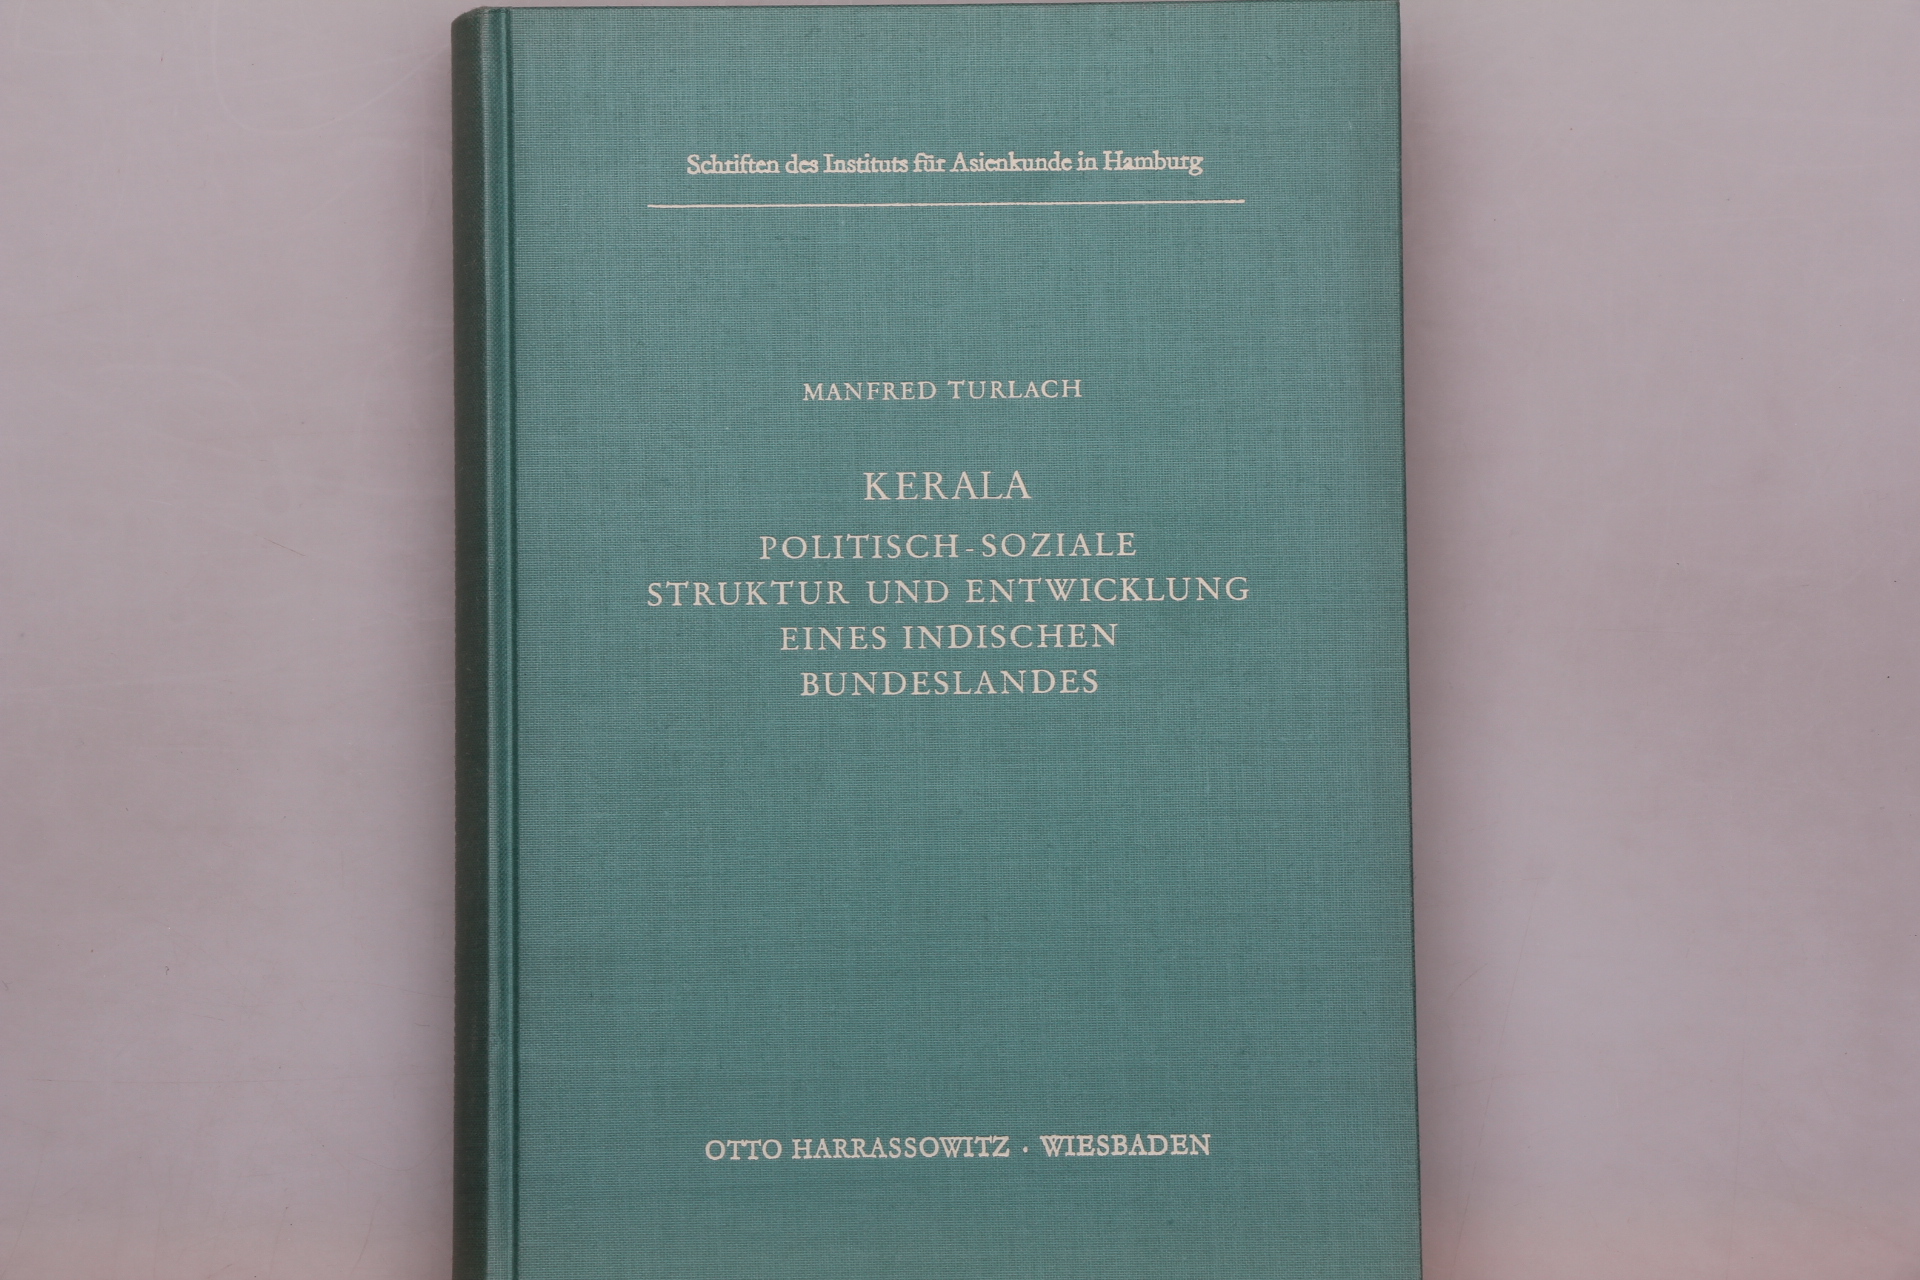 Schriften des Instituts für Asienkunde in Hamburg
MANFRED TURLACH
KERALA
POLITISCH-SOZIALE
STRUKTUR UND ENTWICKLUNG
EINES INDISCHEN
BUNDESLANDES
OTTO HARRASSOWITZ · WIESBADEN